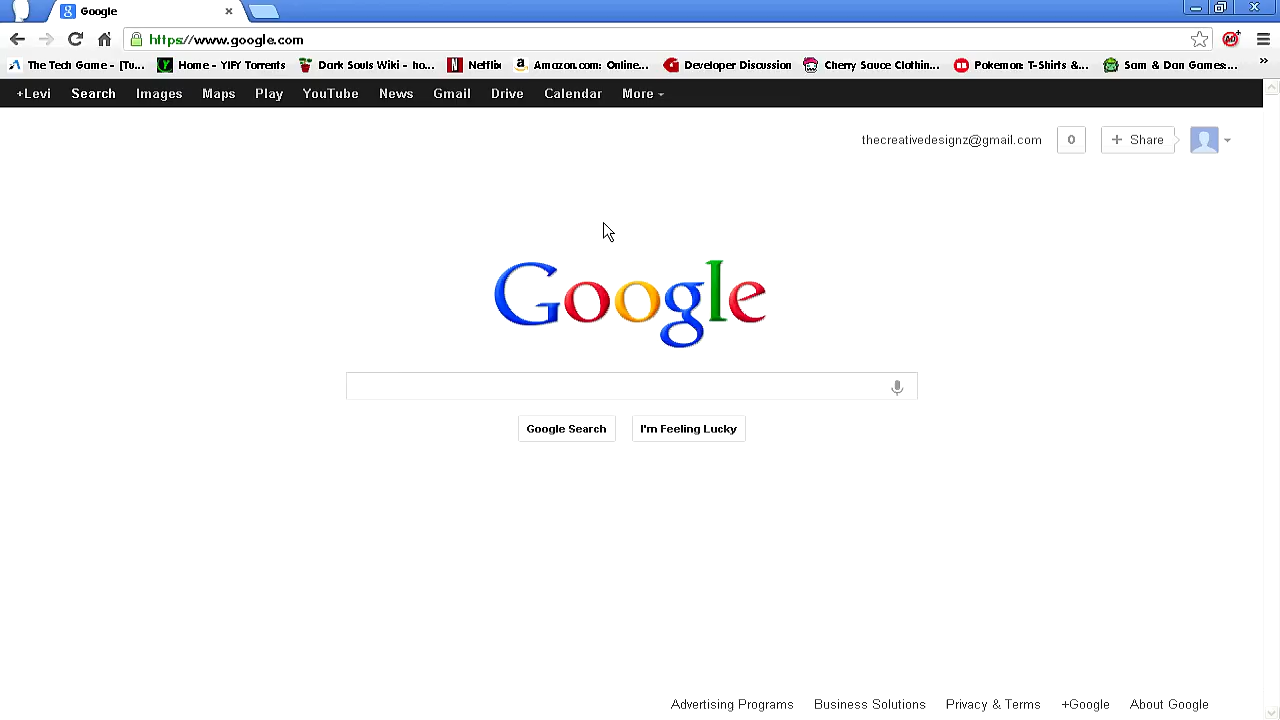 Google
https://www.google.com
The Tech Game - [Tu... Home - YIFY Torrents Dark Souls Wiki - ho... Netflix Amazon.com: Online... Developer Discussion Cherry Sauce Clothin... Pokemon: T-Shirts &... Sam & Dan Games... »
+Levi Search Images Maps Play YouTube News Gmail Drive Calendar More
thecreativedesignz@gmail.com 0 + Share
Google
Google Search I'm Feeling Lucky
Advertising Programs Business Solutions Privacy & Terms +Google About Google